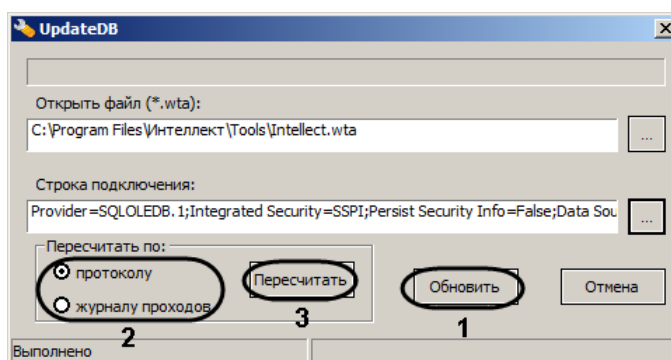 UpdateDB
Открыть файл (*.wta):
C:\Program Files\Интеллект\Tools\Intellect.wta
...
Строка подключения:
Provider=SQLOLEDB.1;Integrated Security=SSPI;Persist Security Info=False;Data Sou
...
Пересчитать по:
протоколу
журналу проходов
Пересчитать
Обновить
Отмена
2
3
1
Выполнено